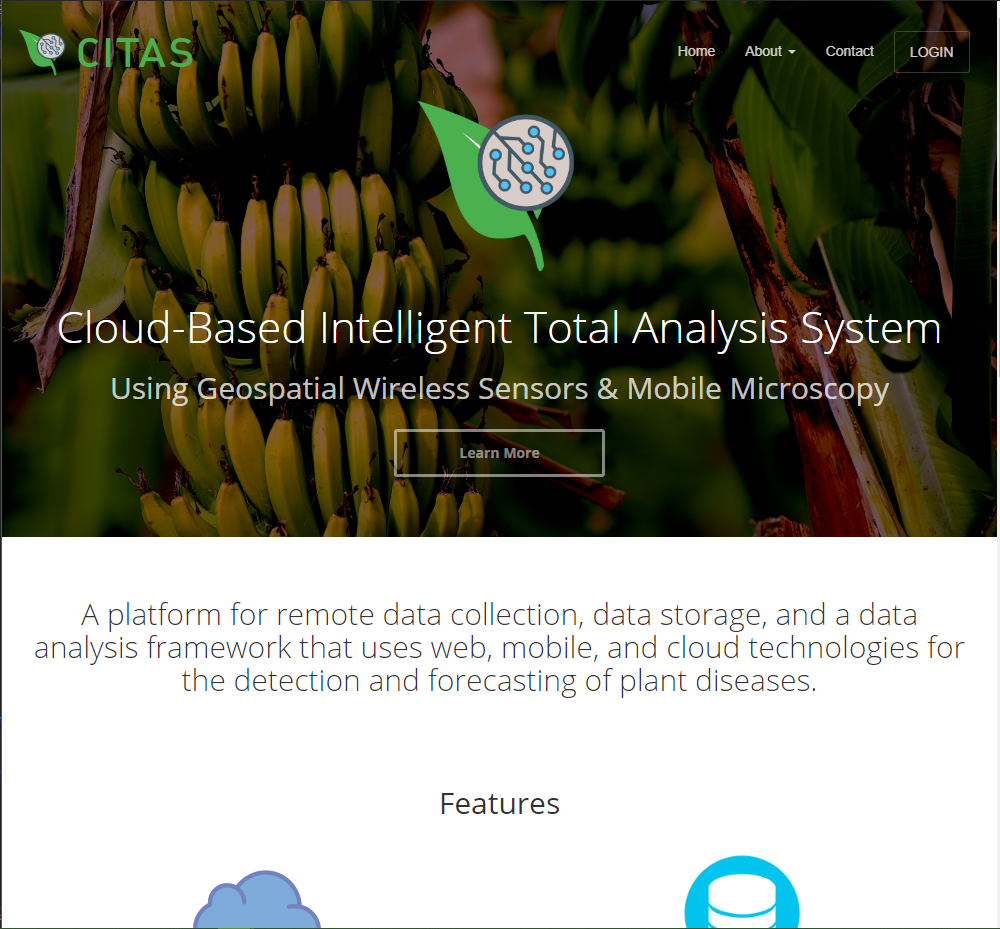 CITAS
Home
About
Contact
LOGIN
Cloud-Based Intelligent Total Analysis System
Using Geospatial Wireless Sensors & Mobile Microscopy
Learn More
A platform for remote data collection, data storage, and a data
analysis framework that uses web, mobile, and cloud technologies for
the detection and forecasting of plant diseases.
Features